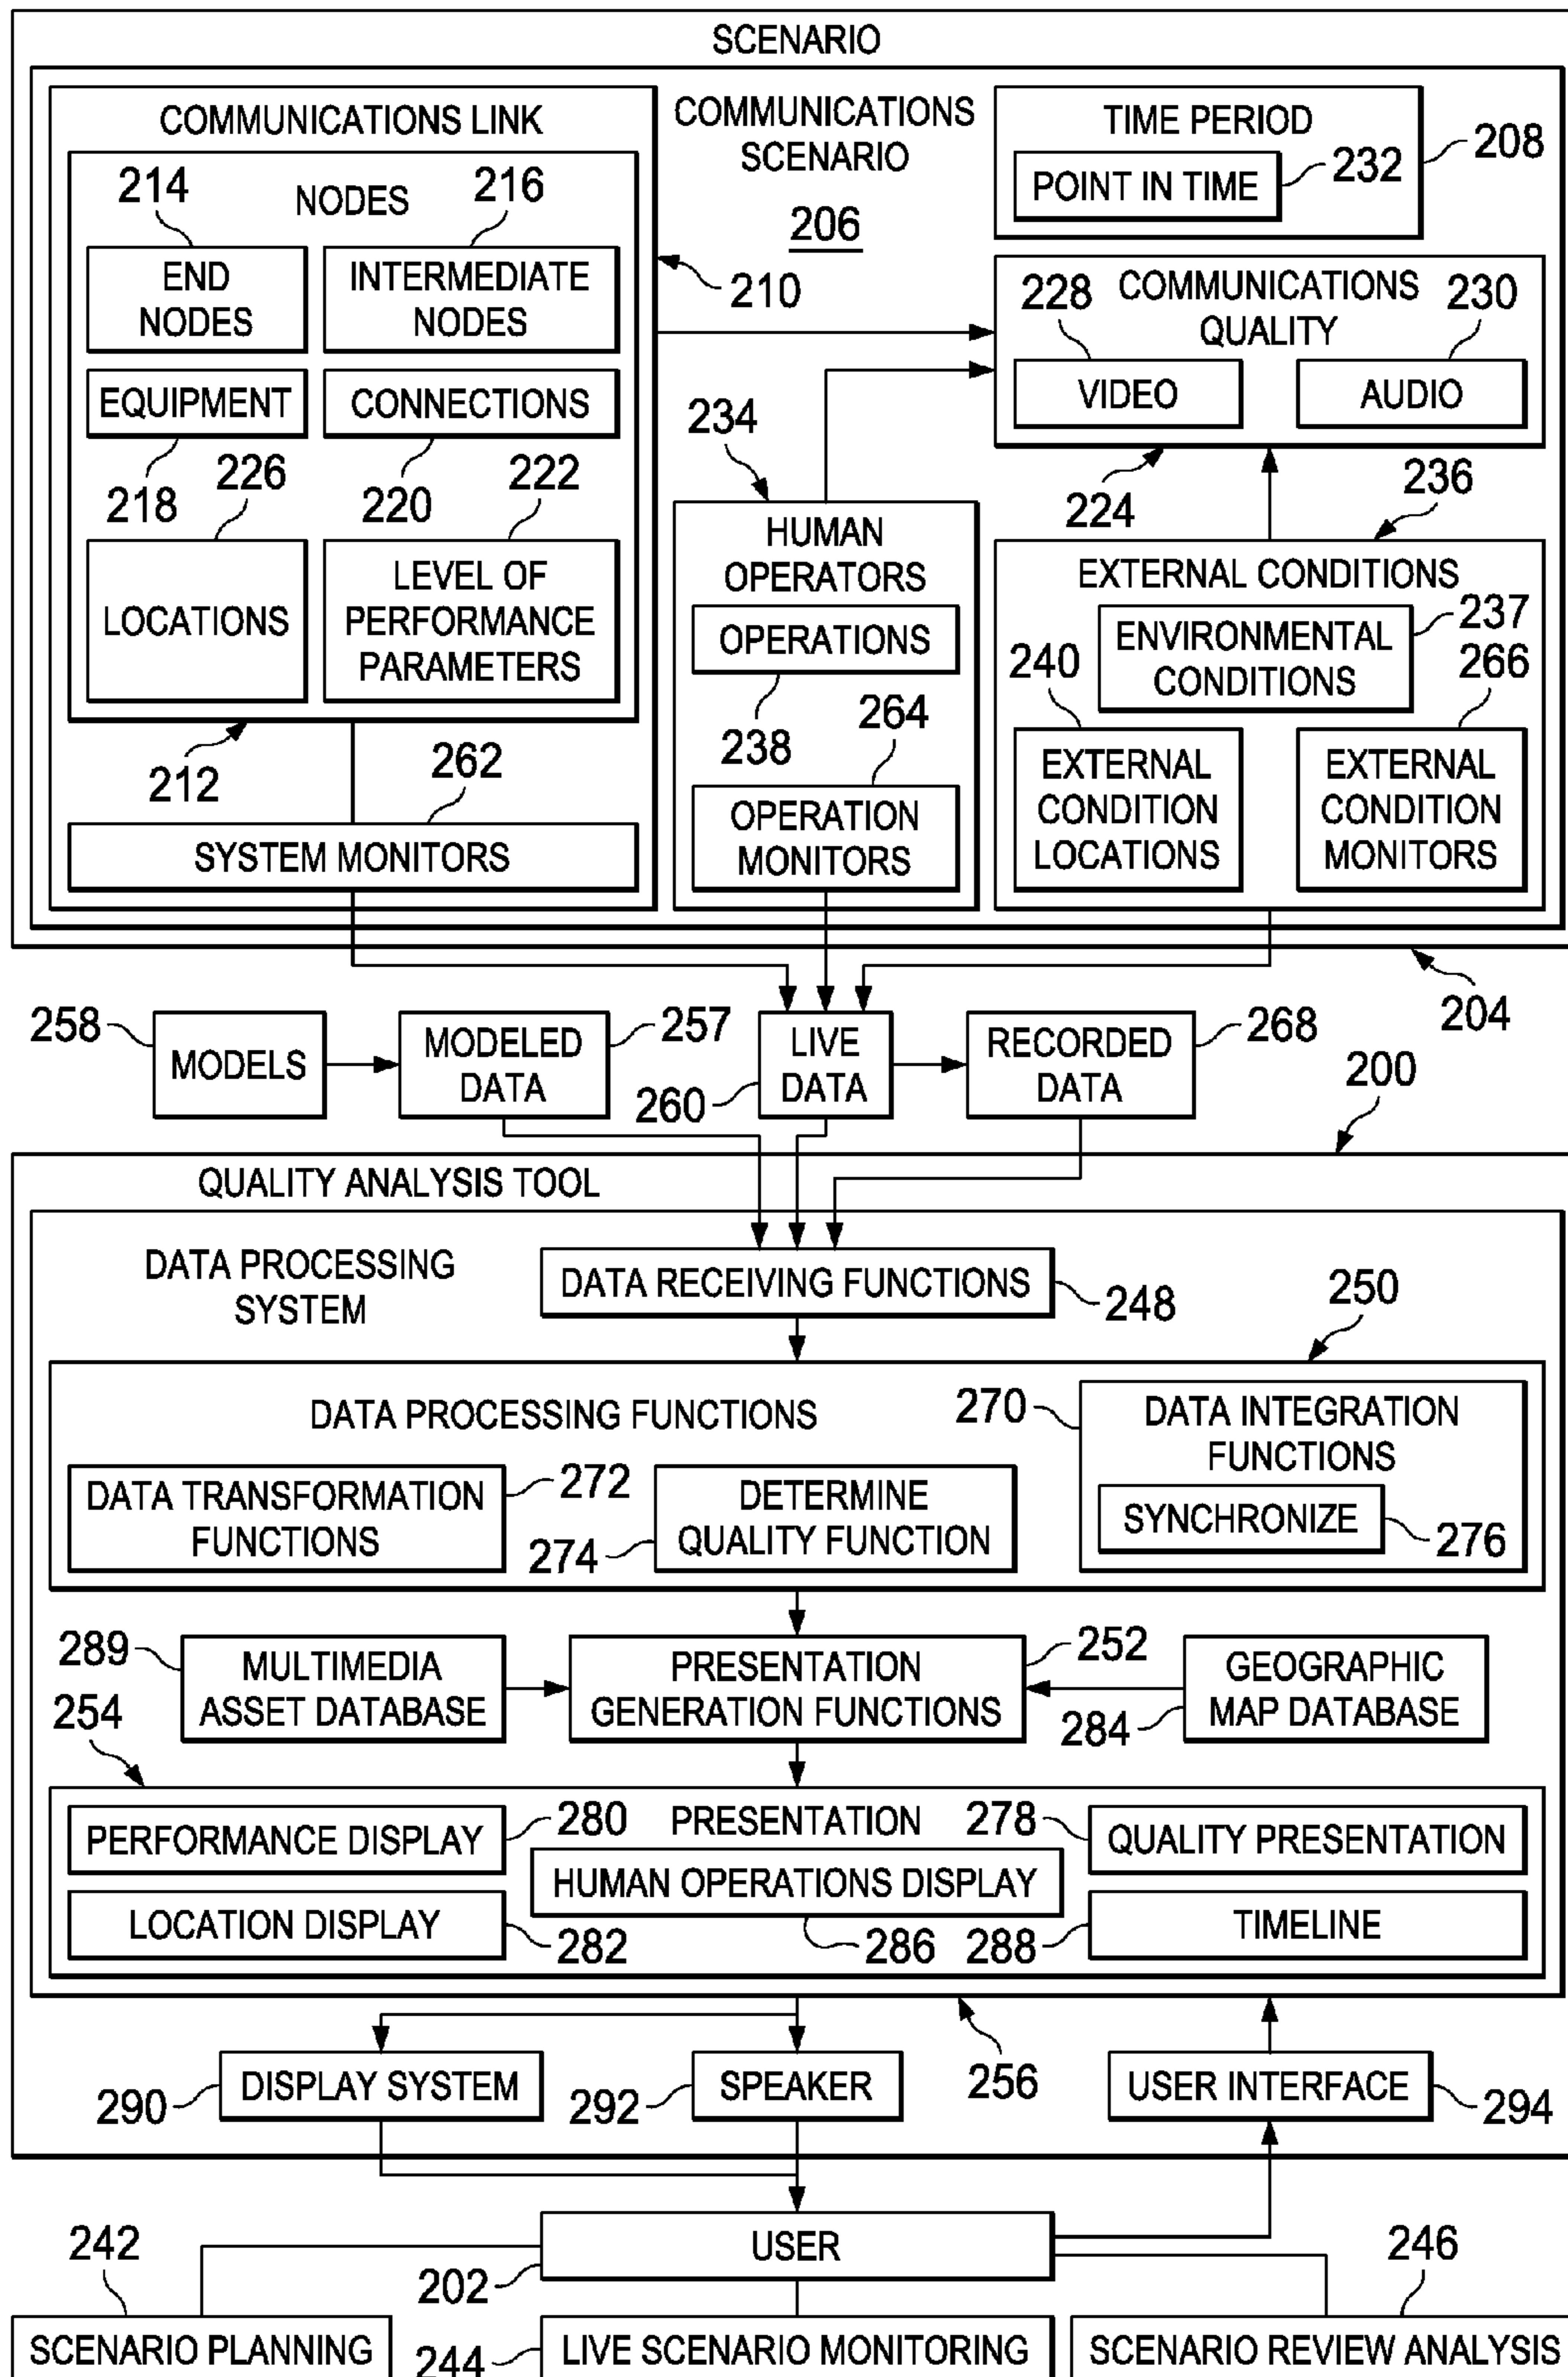 SCENARIO
COMMUNICATIONS LINK
COMMUNICATIONS
SCENARIO
206
TIME PERIOD
208
POINT IN TIME
232
214
NODES
216
END
NODES
INTERMEDIATE
NODES
210
228
COMMUNICATIONS
QUALITY
230
VIDEO
AUDIO
EQUIPMENT
CONNECTIONS
234
218
226
220
222
224
236
LOCATIONS
LEVEL OF
PERFORMANCE
PARAMETERS
HUMAN
OPERATORS
OPERATIONS
238
264
EXTERNAL CONDITIONS
237
ENVIRONMENTAL
CONDITIONS
240
266
212
262
SYSTEM MONITORS
OPERATION
MONITORS
EXTERNAL
CONDITION
LOCATIONS
EXTERNAL
CONDITION
MONITORS
204
258
MODELS
MODELED
DATA
257
260
LIVE
DATA
RECORDED
DATA
268
200
QUALITY ANALYSIS TOOL
DATA PROCESSING
SYSTEM
DATA RECEIVING FUNCTIONS
248
250
DATA PROCESSING FUNCTIONS
270
DATA INTEGRATION
FUNCTIONS
DATA TRANSFORMATION
FUNCTIONS
272
274
DETERMINE
QUALITY FUNCTION
SYNCHRONIZE
276
289
MULTIMEDIA
ASSET DATABASE
PRESENTATION
GENERATION FUNCTIONS
252
GEOGRAPHIC
MAP DATABASE
284
254
PERFORMANCE DISPLAY
280
PRESENTATION
278
QUALITY PRESENTATION
HUMAN OPERATIONS DISPLAY
LOCATION DISPLAY
282
286
288
TIMELINE
290
DISPLAY SYSTEM
292
SPEAKER
256
USER INTERFACE
294
242
USER
246
202
SCENARIO PLANNING
244
LIVE SCENARIO MONITORING
SCENARIO REVIEW ANALYSIS